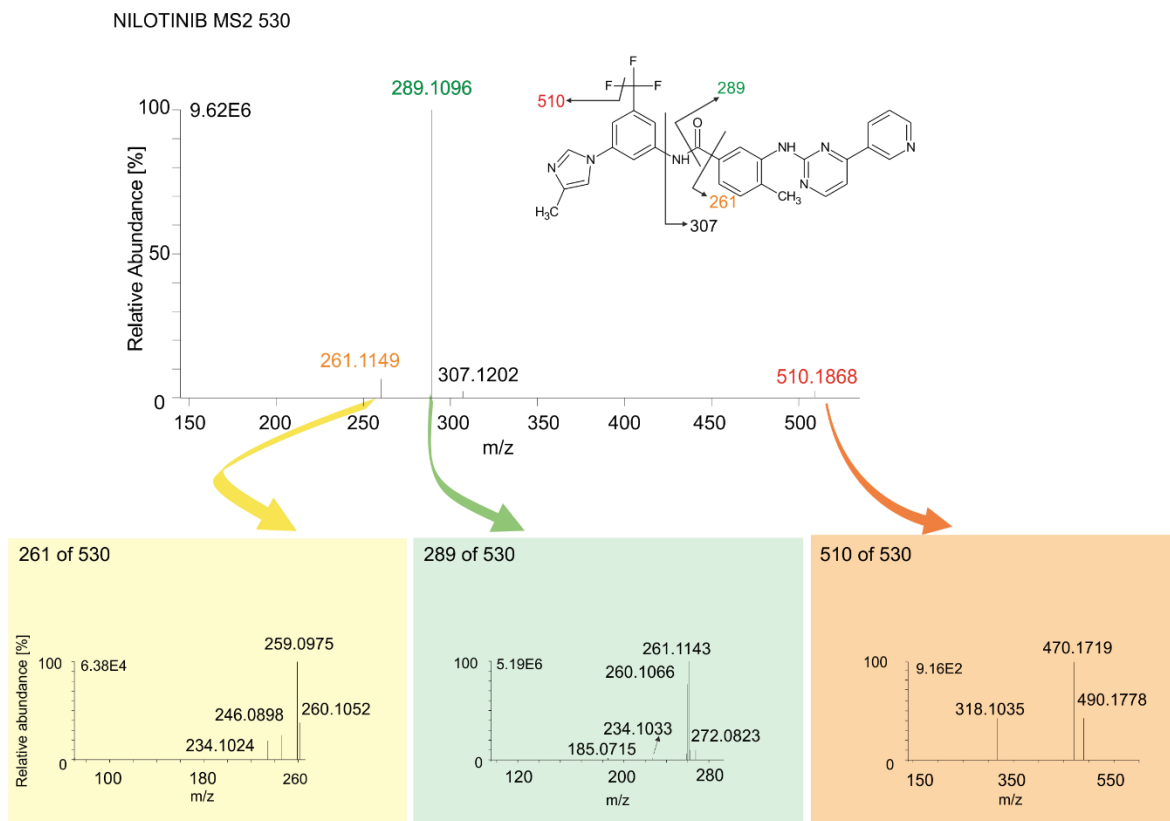 NILOTINIB MS2 530
289.1096
100
9.62E6
Relative Abundance [%]
50
0
261.1149
307.1202
510.1868
150
200
250
300
350
400
450
500
m/z
F
F
F
510
289
O
NH
N
N
H₃C
NH
N
N
N
CH₃
261
307
261 of 530
Relative abundance [%]
100
6.38E4
259.0975
246.0898
260.1052
234.1024
0
100
180
260
m/z
289 of 530
100
5.19E6
261.1143
260.1066
234.1033
272.0823
185.0715
0
120
200
280
m/z
510 of 530
100
9.16E2
470.1719
318.1035
490.1778
0
150
350
550
m/z